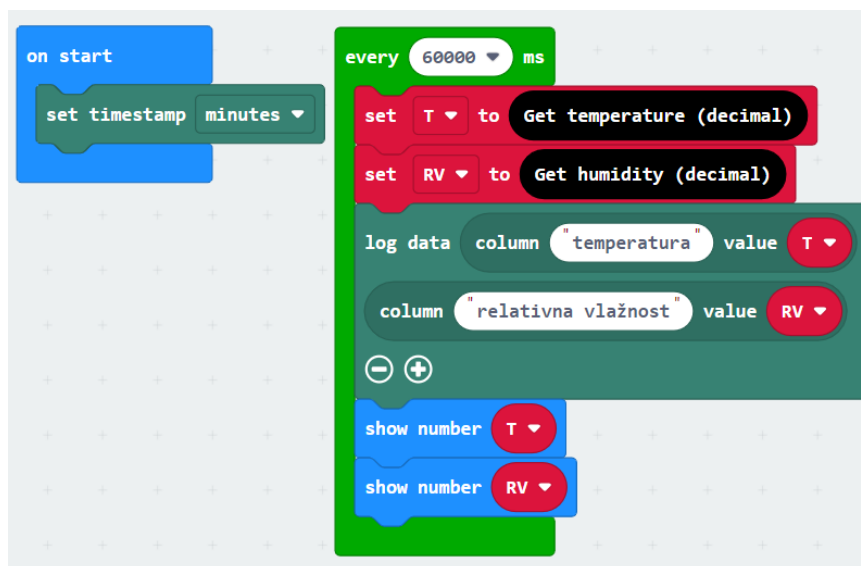 on start
set timestamp minutes
every 60000 ms
set T to Get temperature (decimal)
set RV to Get humidity (decimal)
log data column "temperatura" value T
column "relativna vlažnost" value RV
show number T
show number RV